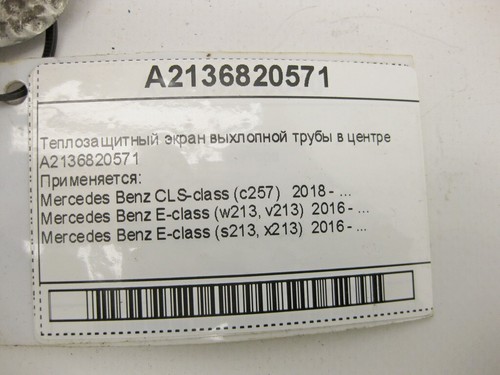 A2136820571
Теплозащитный экран выхлопной трубы в центре
A2136820571
Применяется:
Mercedes Benz CLS-class (c257) 2018 - ...
Mercedes Benz E-class (w213, v213) 2016 - ...
Mercedes Benz E-class (s213, x213) 2016 - ...